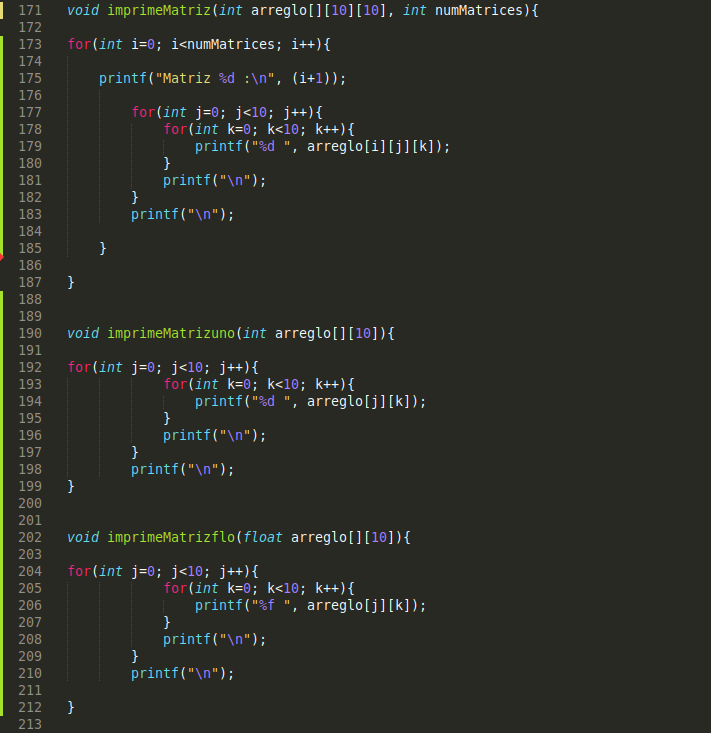 171 void imprimeMatriz(int arreglo[][10][10], int numMatrices){
172
173 for(int i=0; i<numMatrices; i++){
174
175 printf("Matriz %d :\n", (i+1));
176
177 for(int j=0; j<10; j++){
178 for(int k=0; k<10; k++){
179 printf("%d ", arreglo[i][j][k]);
180 }
181 printf("\n");
182 }
183 printf("\n");
184
185 }
186
187 }
188
189
190 void imprimeMatrizuno(int arreglo[][10]){
191
192 for(int j=0; j<10; j++){
193 for(int k=0; k<10; k++){
194 printf("%d ", arreglo[j][k]);
195 }
196 printf("\n");
197 }
198 printf("\n");
199 }
200
201
202 void imprimeMatrizflo(float arreglo[][10]){
203
204 for(int j=0; j<10; j++){
205 for(int k=0; k<10; k++){
206 printf("%f ", arreglo[j][k]);
207 }
208 printf("\n");
209 }
210 printf("\n");
211
212 }
213